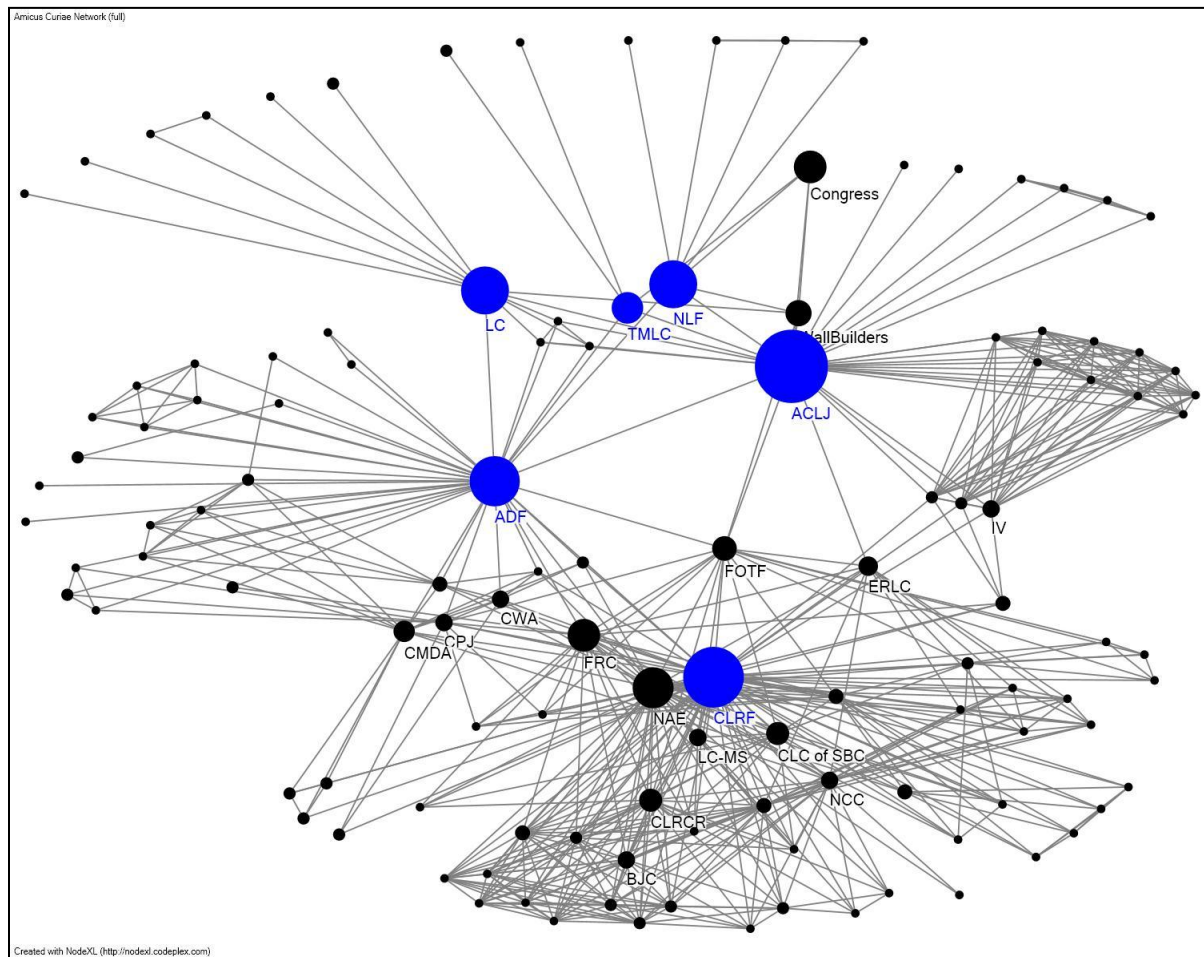 Amicus Curiae Network (full)
Congress
LC
TMLC
NLF
WallBuilders
ACLJ
ADF
IV
FOTF
ERLC
CWA
CPJ
CMDA
FRC
NAE
CLRF
LC-MS
CLC of SBC
NCC
CLRCR
BJC
Created with NodeXL (http://nodexl.codeplex.com)